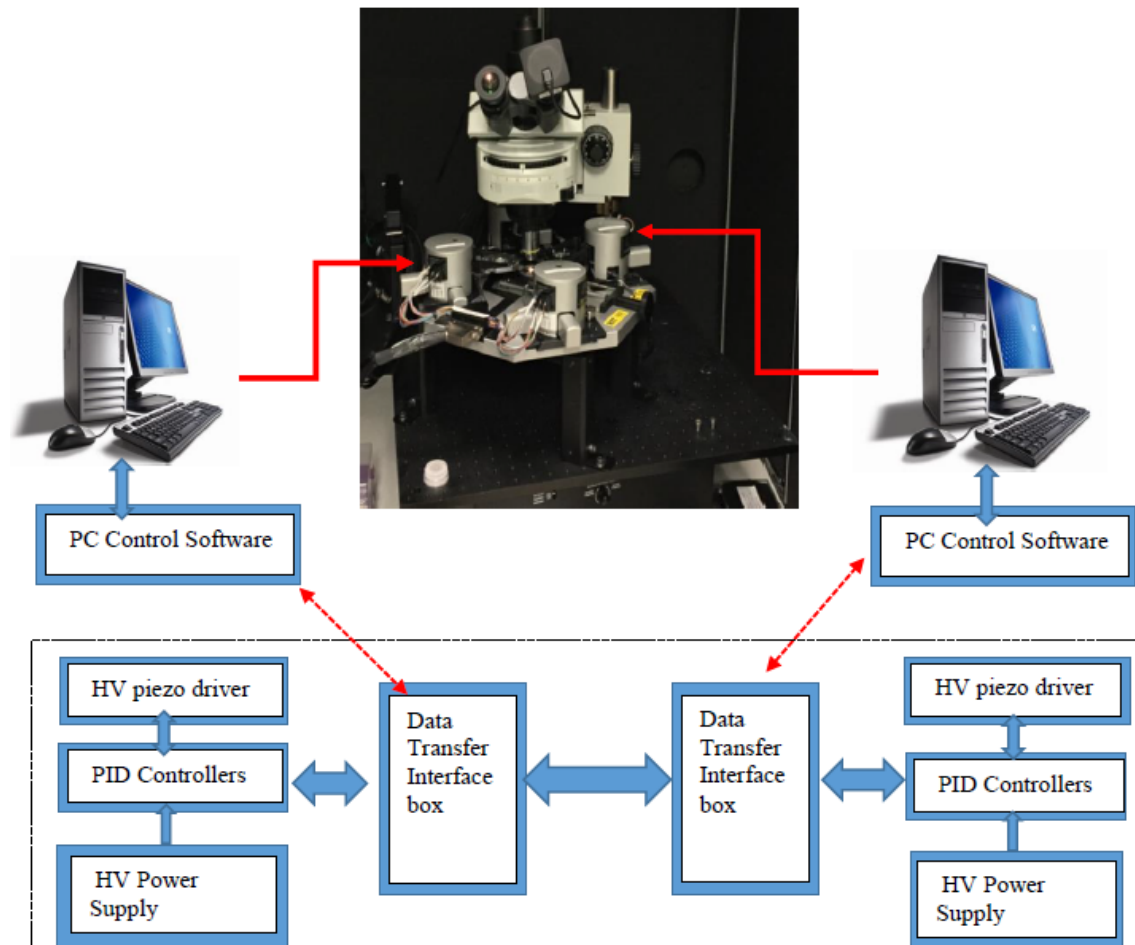 PC Control Software
PC Control Software
HV piezo driver
PID Controllers
HV Power
Supply
Data
Transfer
Interface
box
Data
Transfer
Interface
box
HV piezo driver
PID Controllers
HV Power
Supply